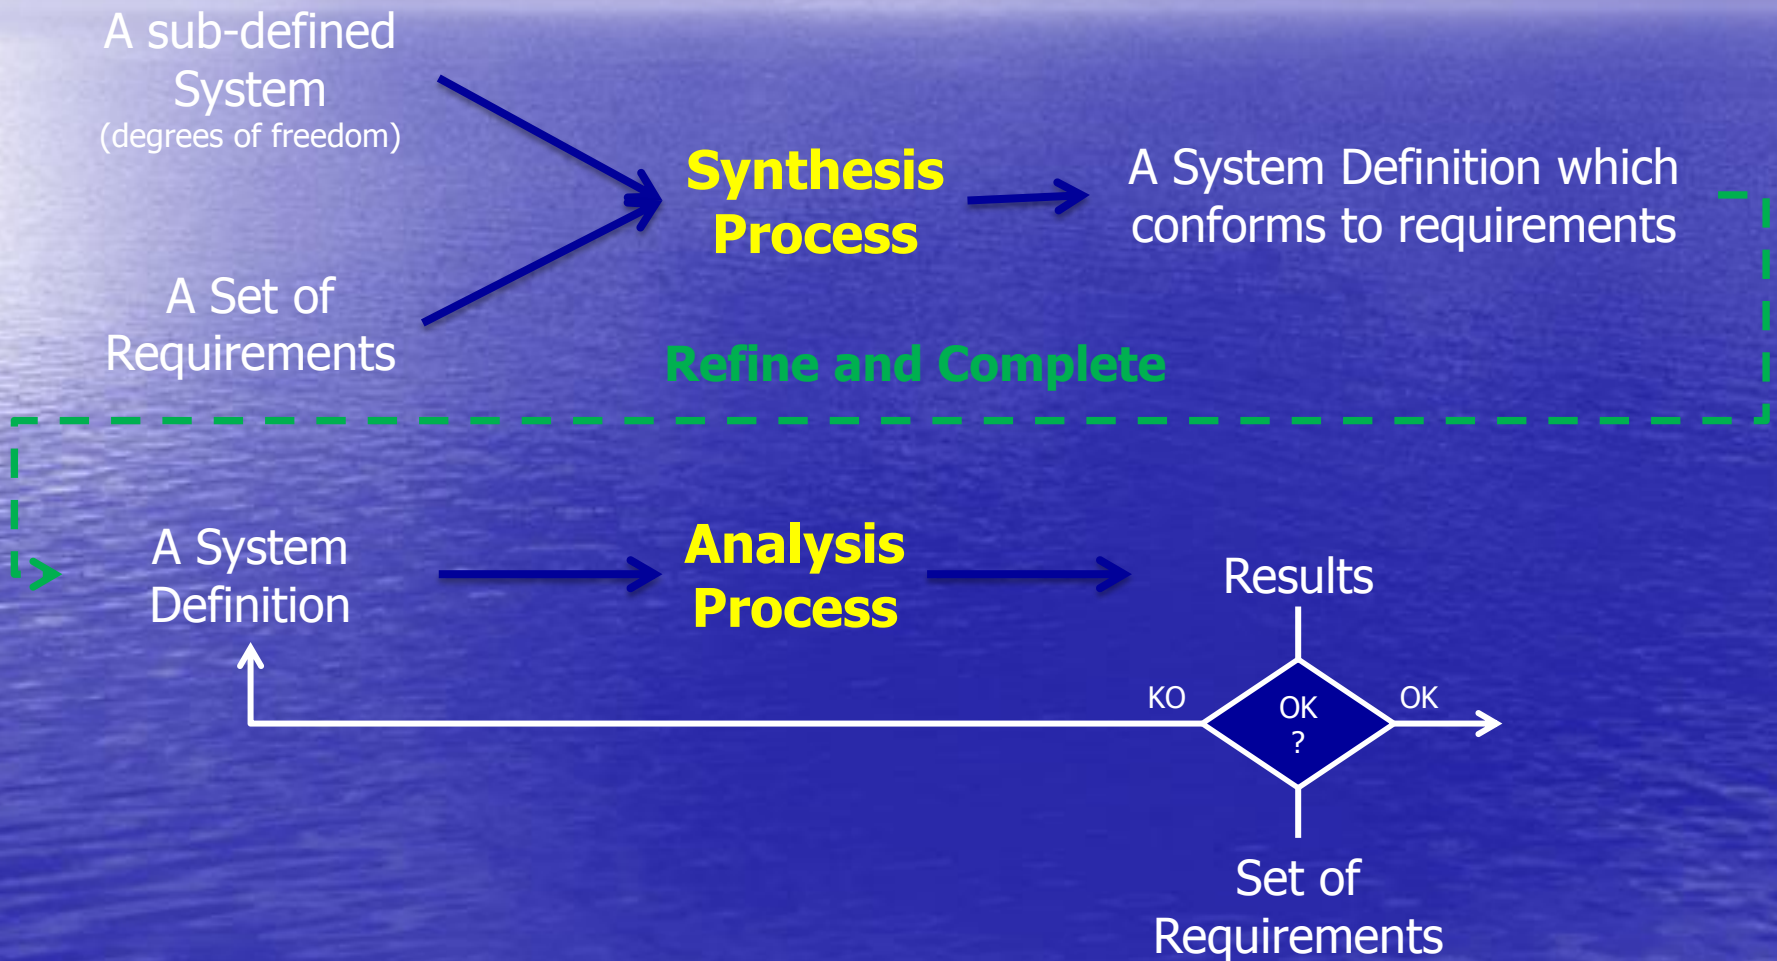 A sub-defined
System
(degrees of freedom)
Synthesis
Process
A System Definition which
conforms to requirements
A Set of
Requirements
Refine and Complete
A System
Definition
Analysis
Process
Results
KO
OK
?
OK
Set of
Requirements